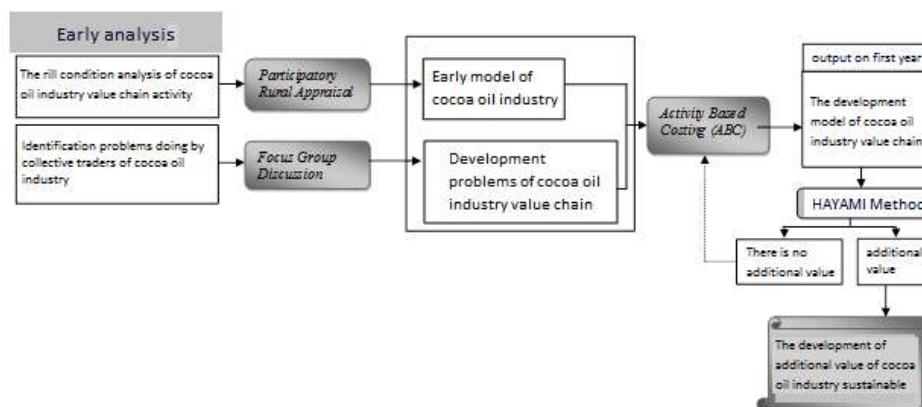 Early analysis
The rill condition analysis of cocoa
oil industry value chain activity
Identification problems doing by
collective traders of cocoa oil
industry
Participatory
Rural Appraisal
Focus Group
Discussion
Early model of
cocoa oil industry
Development
problems of cocoa oil
industry value chain
Activity Based
Costing (ABC)
output on first year
The development
model of cocoa oil
industry value chain
HAYAMI Method
There is no
additional value
additional
value
The development of
additional value of cocoa
oil industry sustainable